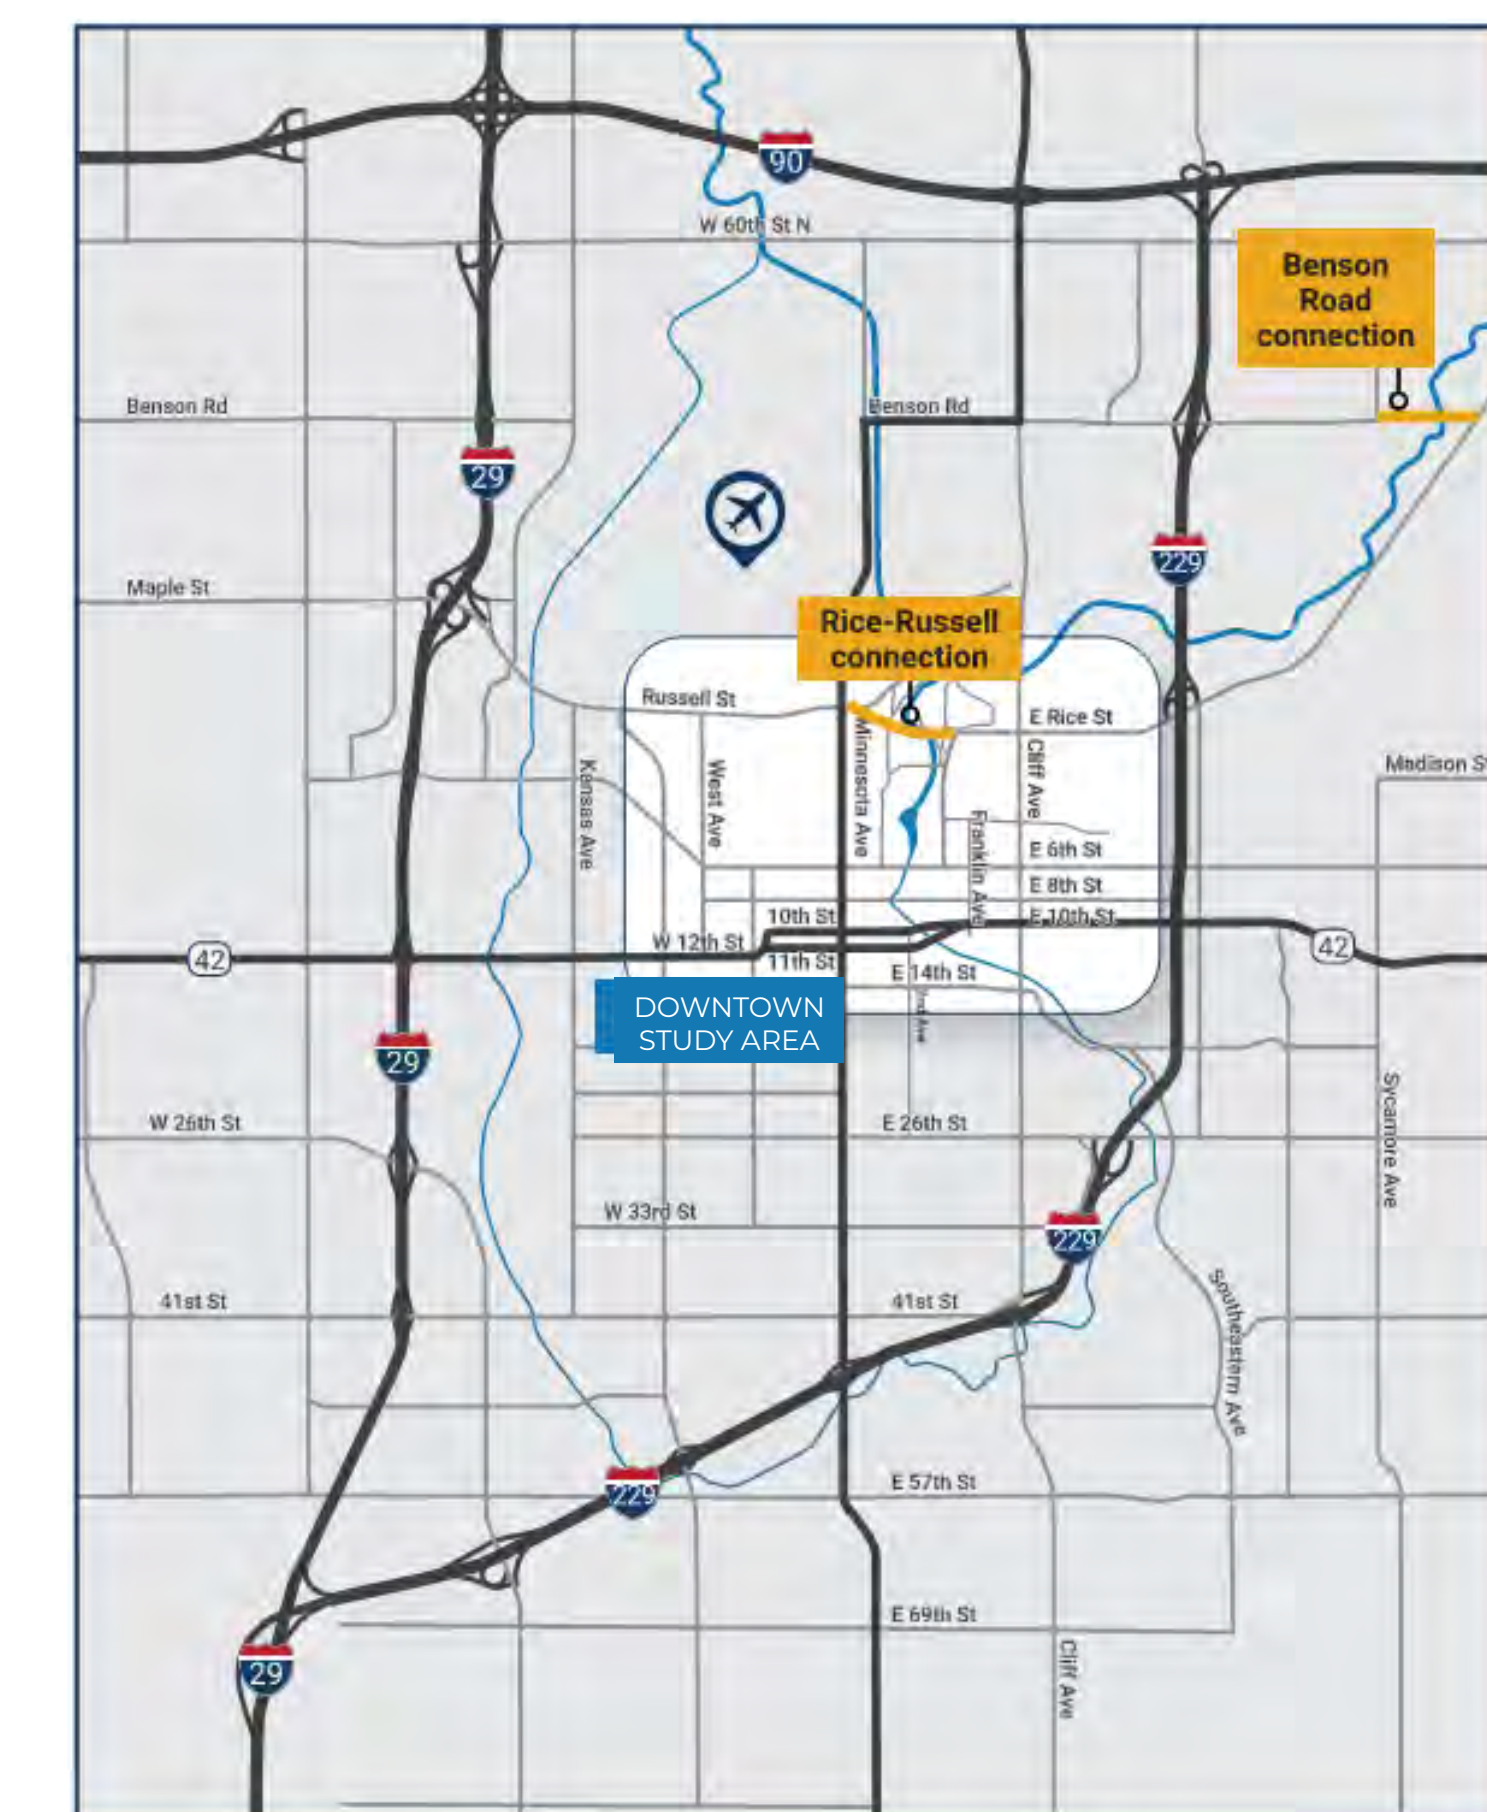 90
W 60th St N
Benson
Road
connection
Benson Rd
Benson Rd
29
229
Maple St
Rice-Russell
connection
Russell St
E Rice St
Minnesota Ave
Cliff Ave
Kansas Ave
West Ave
Madison S
Franklin Ave
E 6th St
E 8th St
10th St
E 10th St
W 12th St
42
42
11th St
E 14th St
2nd Ave
DOWNTOWN
STUDY AREA
29
Sycamore Ave
W 26th St
E 26th St
W 33rd St
229
41st St
41st St
Southeastern Ave
229
E 57th St
E 69th St
29
Cliff Ave